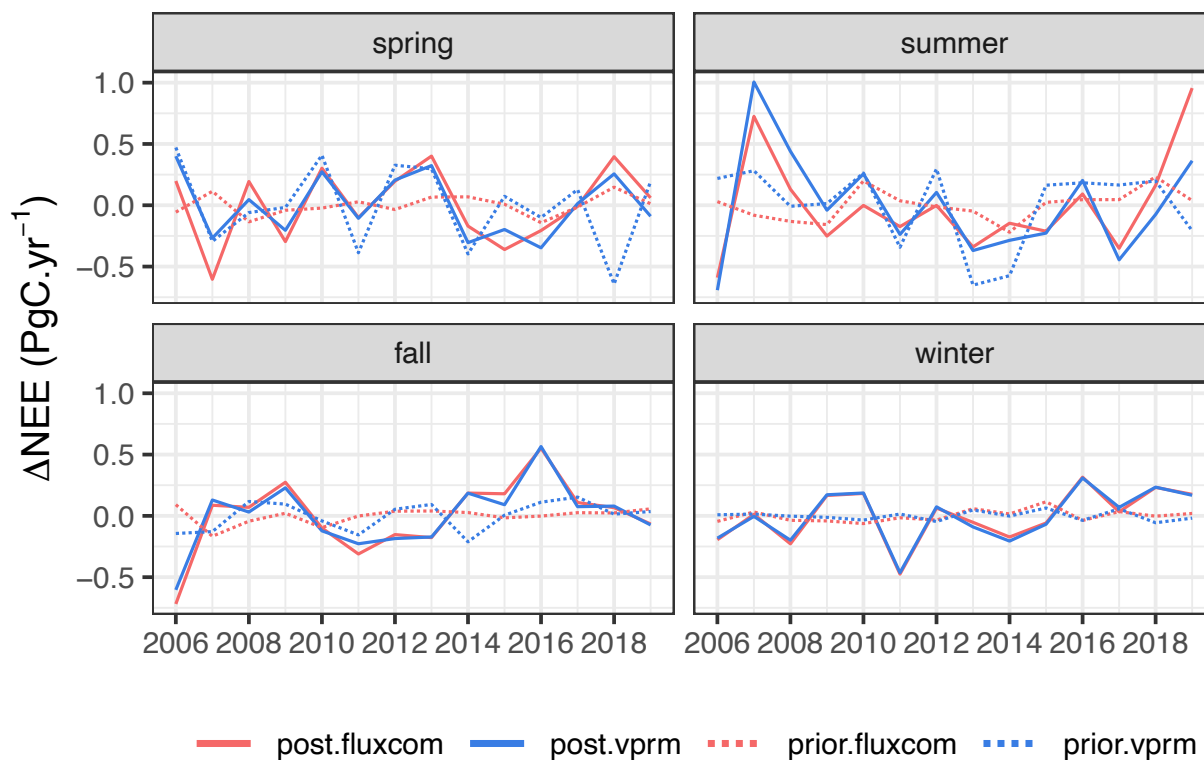 spring
summer
1.0
0.5
0.0
−0.5
fall
winter
1.0
0.5
0.0
−0.5
ΔNEE (PgC.yr⁻¹)
2006 2008 2010 2012 2014 2016 2018
2006 2008 2010 2012 2014 2016 2018
post.fluxcom post.vprm prior.fluxcom prior.vprm